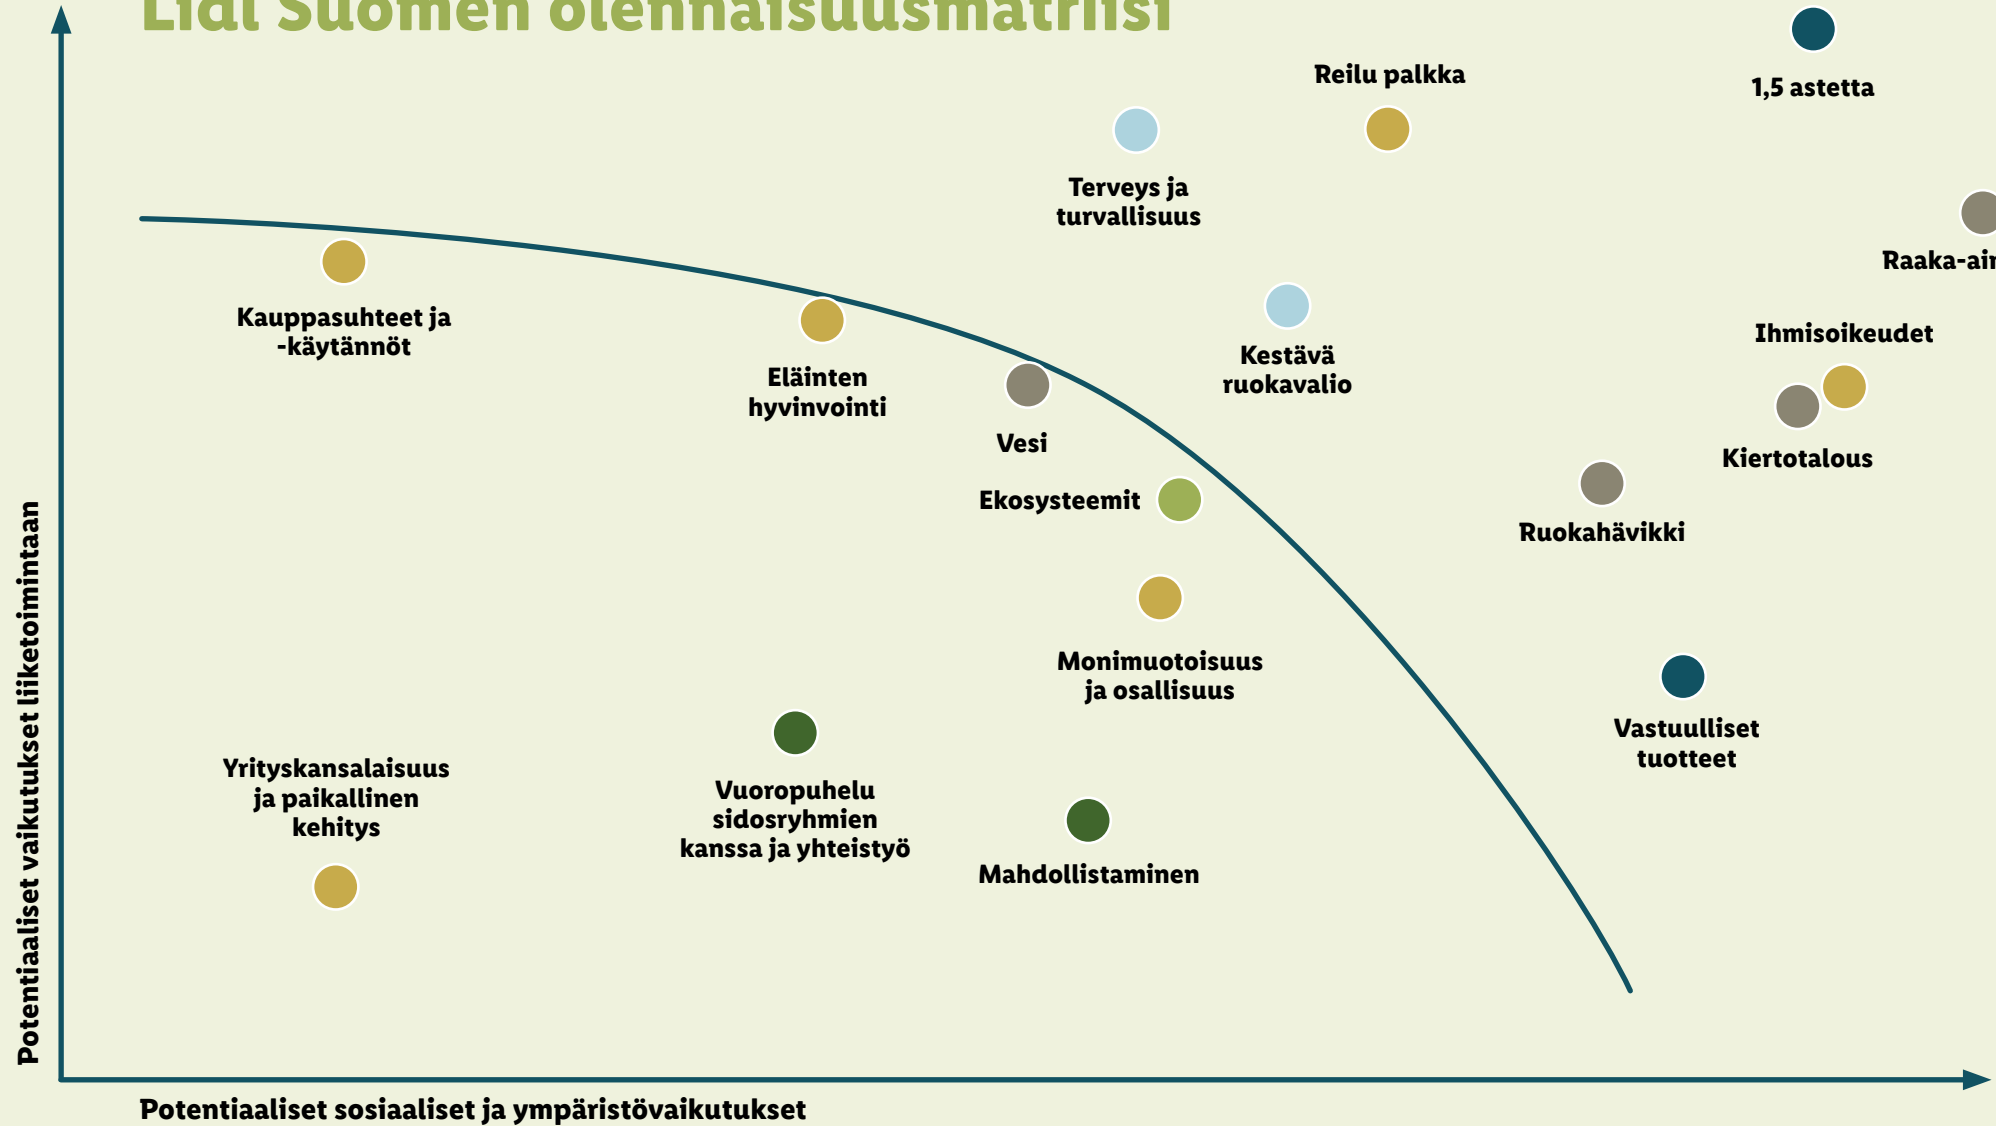 Lidl Suomen olennaisuusmatriisi
Reilu palkka
1,5 astetta
Terveys ja
turvallisuus
Kauppasuhteet ja
-käytännöt
Eläinten
hyvinvointi
Vesi
Kestävä
ruokavalio
Ihmisoikeudet
Kiertotalous
Ekosysteemit
Ruokahävikki
Monimuotoisuus
ja osallisuus
Vastuulliset
tuotteet
Yrityskansalaisuus
ja paikallinen
kehitys
Vuoropuhelu
sidosryhmien
kanssa ja yhteistyö
Mahdollistaminen
Potentiaaliset vaikutukset liiketoimintaan
Potentiaaliset sosiaaliset ja ympäristövaikutukset